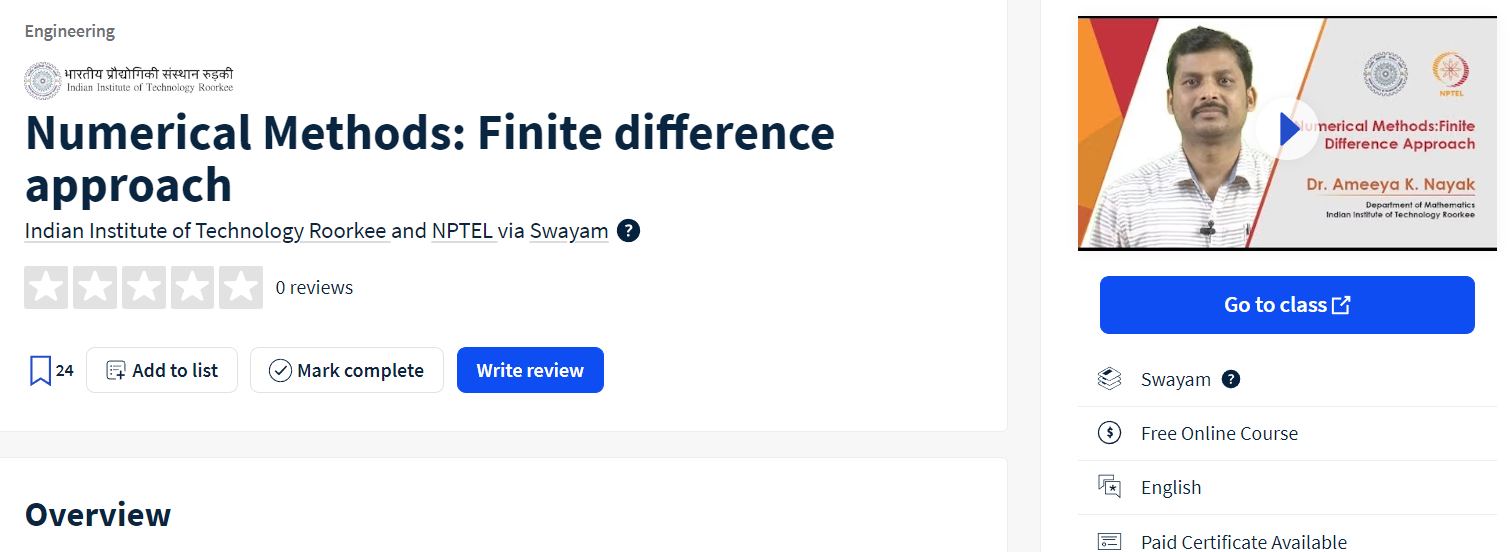 Engineering
भारतीय प्रौद्योगिकी संस्थान रुड़की
Indian Institute of Technology Roorkee
Numerical Methods: Finite difference
approach
Indian Institute of Technology Roorkee and NPTEL via Swayam ?
0 reviews
24
Add to list
Mark complete
Write review
Overview
NPTEL
Numerical Methods:Finite
Difference Approach
Dr. Ameeya K. Nayak
Department of Mathematics
Indian Institute of Technology Roorkee
Go to class
Swayam ?
$ Free Online Course
English
Paid Certificate Available